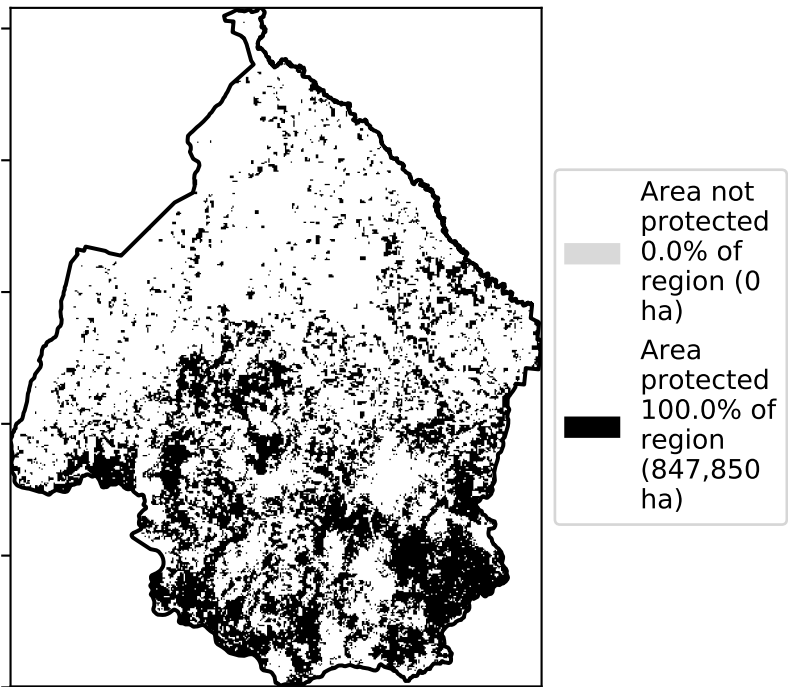 Area not
protected
0.0% of
region (0
ha)
Area
protected
100.0% of
region
(847,850
ha)